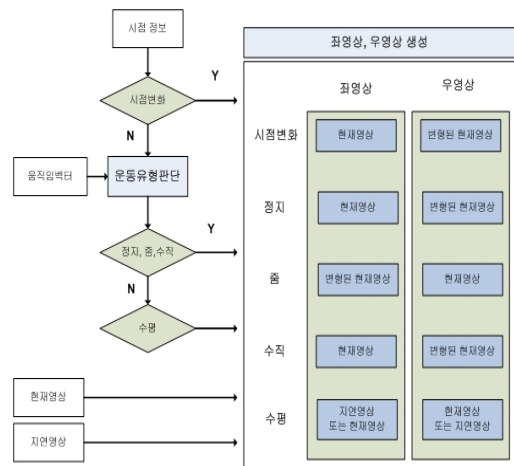 시점 정보
시점변화
Y
N
움직임벡터
운동유형판단
정지, 줌,수직
Y
N
수평
현재영상
지연영상
좌영상, 우영상 생성
좌영상 우영상
시점변화 현재영상 변형된 현재영상
정지 현재영상 변형된 현재영상
줌 변형된 현재영상 현재영상
수직 현재영상 변형된 현재영상
수평 지연영상 또는 현재영상 현재영상 또는 지연영상